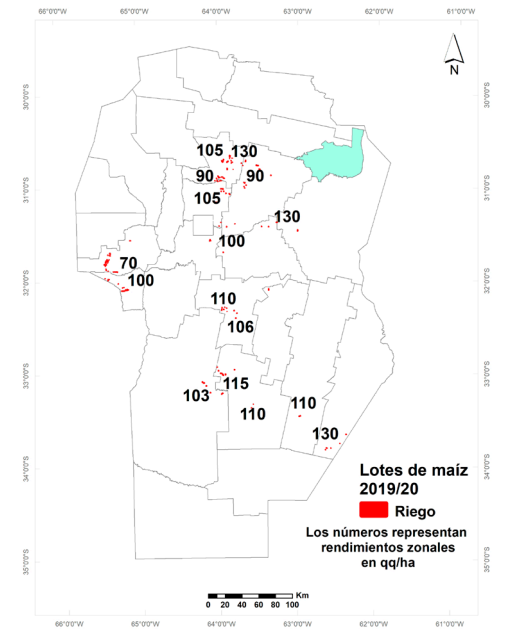 66°0'0"O 65°0'0"O 64°0'0"O 63°0'0"O 62°0'0"O 61°0'0"O
N
30°0'0"S 30°0'0"S
105 130
90 90
105
31°0'0"S 31°0'0"S
130
100
70
100
32°0'0"S 32°0'0"S
110
106
33°0'0"S 33°0'0"S
115
103
110 110
130
34°0'0"S 34°0'0"S
Lotes de maíz
2019/20
Riego
Los números representan
rendimientos zonales
en qq/ha
35°0'0"S 35°0'0"S
Km
0 10 20 40 60 80 100
66°0'0"O 65°0'0"O 64°0'0"O 63°0'0"O 62°0'0"O 61°0'0"O